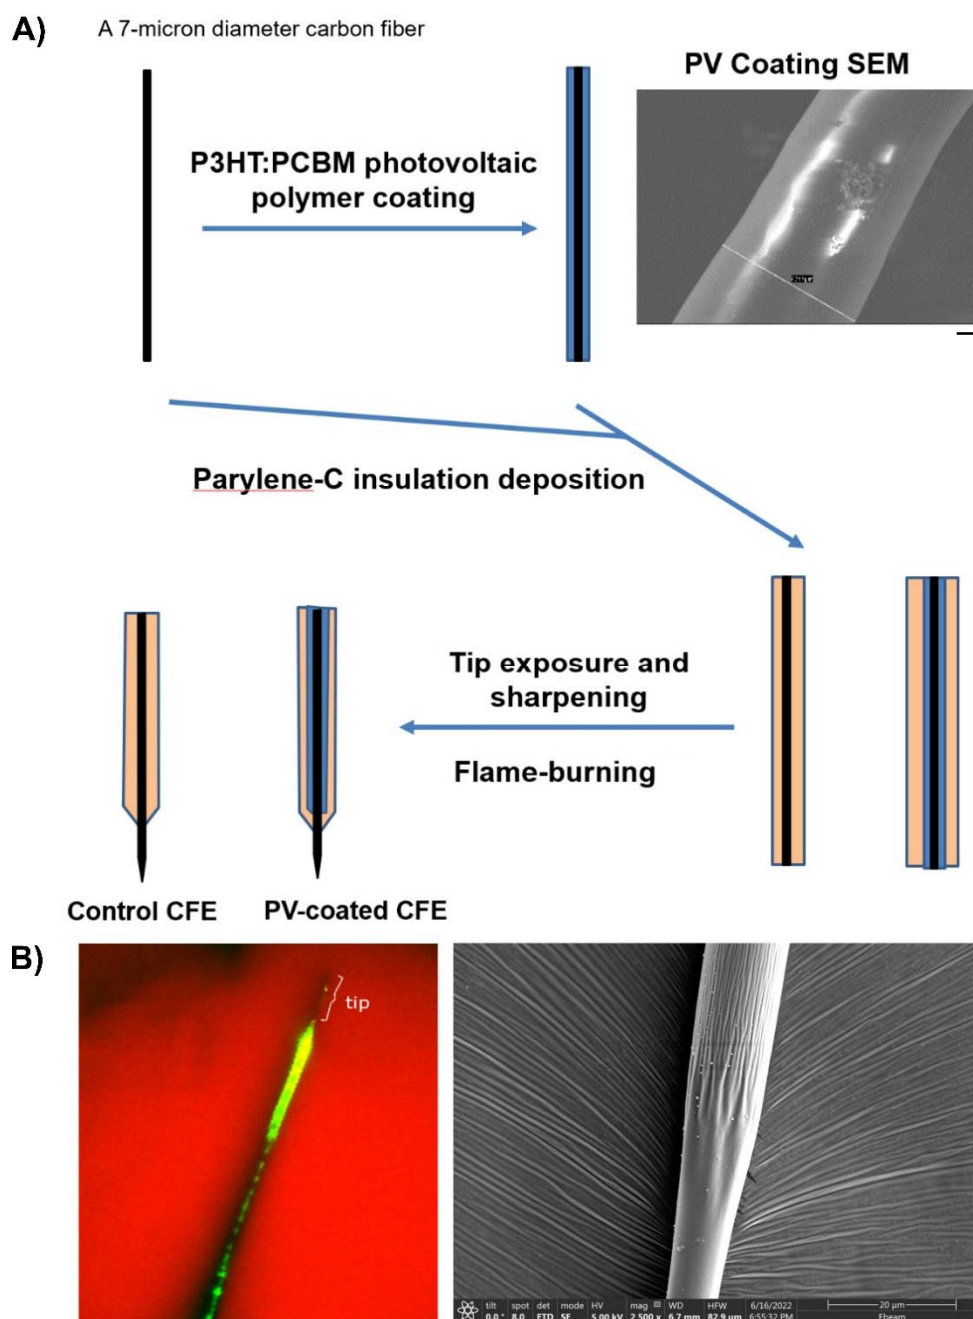 A)
A 7-micron diameter carbon fiber
PV Coating SEM
P3HT:PCBM photovoltaic
polymer coating
Parylene-C insulation deposition
Tip exposure and
sharpening
Flame-burning
Control CFE
PV-coated CFE
B)
tip
tilt spot det mode HV mag WD HFW 6/16/2022 20 µm
0.0 ° 8.0 ETD SE 5.00 kV 2 500 x 6.7 mm 82.9 µm 6:55:32 PM Ebeam